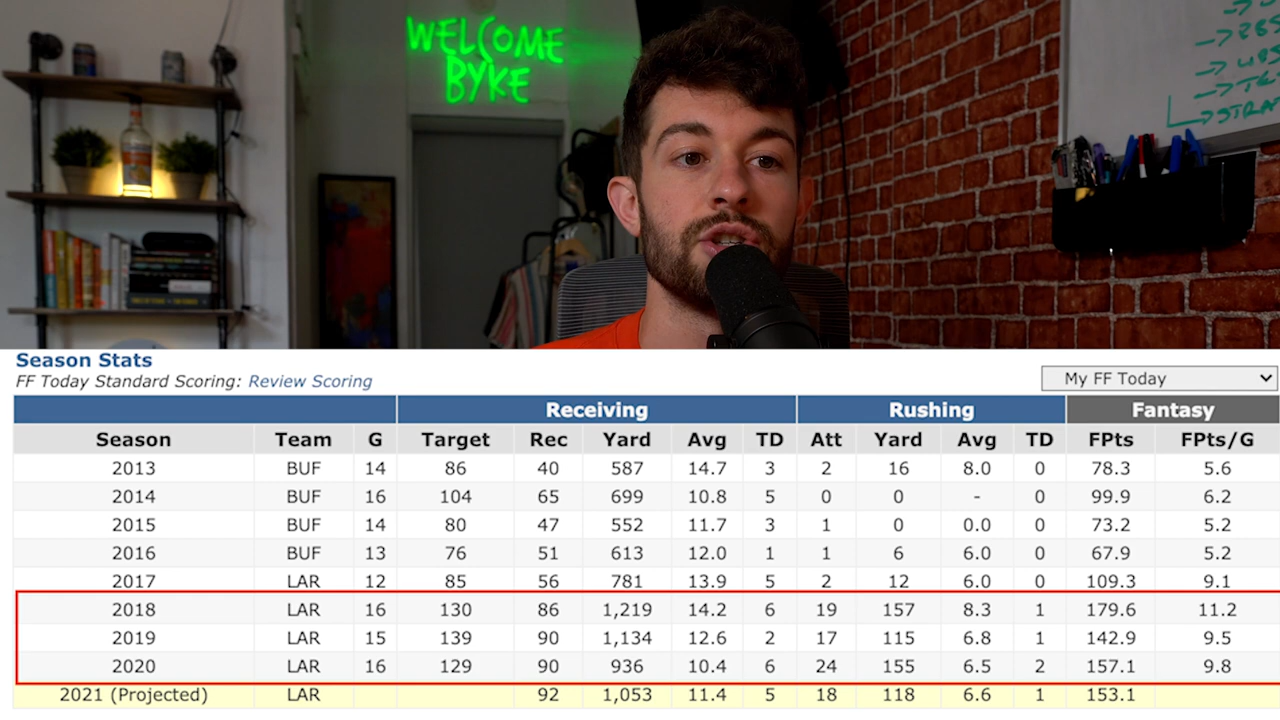 WELCOME
BYKE
Season Stats
FF Today Standard Scoring: Review Scoring
My FF Today
Receiving Rushing Fantasy
Season Team G Target Rec Yard Avg TD Att Yard Avg TD FPts FPts/G
2013 BUF 14 86 40 587 14.7 3 2 16 8.0 0 78.3 5.6
2014 BUF 16 104 65 699 10.8 5 0 0 - 0 99.9 6.2
2015 BUF 14 80 47 552 11.7 3 1 0 0.0 0 73.2 5.2
2016 BUF 13 76 51 613 12.0 1 1 6 6.0 0 67.9 5.2
2017 LAR 12 85 56 781 13.9 5 2 12 6.0 0 109.3 9.1
2018 LAR 16 130 86 1,219 14.2 6 19 157 8.3 1 179.6 11.2
2019 LAR 15 139 90 1,134 12.6 2 17 115 6.8 1 142.9 9.5
2020 LAR 16 129 90 936 10.4 6 24 155 6.5 2 157.1 9.8
2021 (Projected) LAR 92 1,053 11.4 5 18 118 6.6 1 153.1